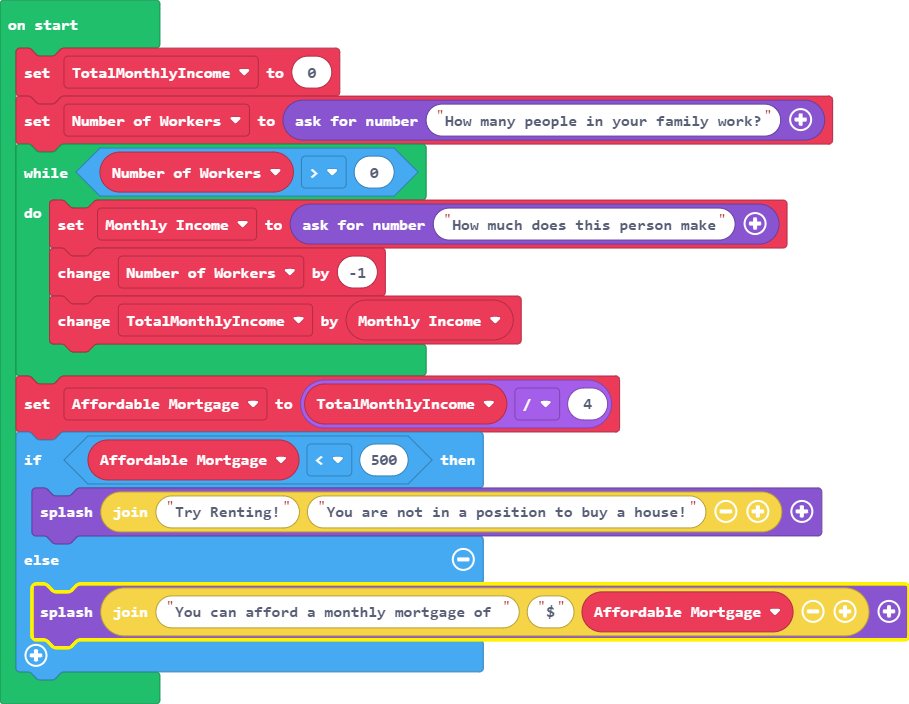 on start
set TotalMonthlyIncome to 0
set Number of Workers to ask for number "How many people in your family work?"
while Number of Workers > 0
do
set Monthly Income to ask for number "How much does this person make"
change Number of Workers by -1
change TotalMonthlyIncome by Monthly Income
set Affordable Mortgage to TotalMonthlyIncome / 4
if Affordable Mortgage < 500 then
splash join "Try Renting!" "You are not in a position to buy a house!"
else
splash join "You can afford a monthly mortgage of " "$" Affordable Mortgage